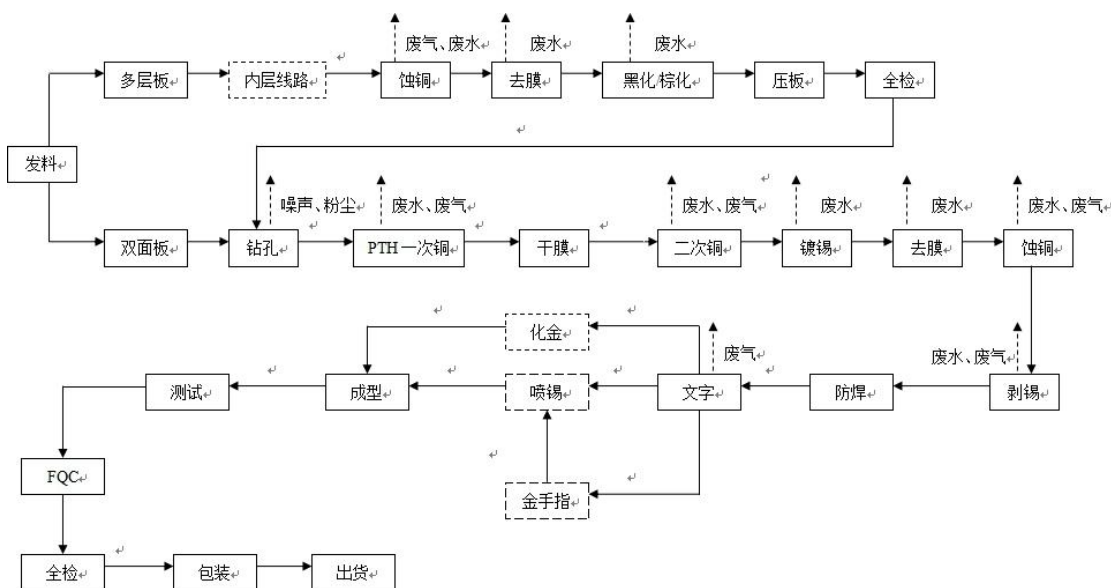 废气、废水
废水
废水
多层板
内层线路
蚀铜
去膜
黑化/棕化
压板
全检
发料
噪声、粉尘
废水、废气
废水、废气
废水
废水
废水、废气
双面板
钻孔
PTH 一次铜
干膜
二次铜
镀锡
去膜
蚀铜
化金
废气
废水、废气
测试
成型
喷锡
文字
防焊
剥锡
FQC
金手指
全检
包装
出货